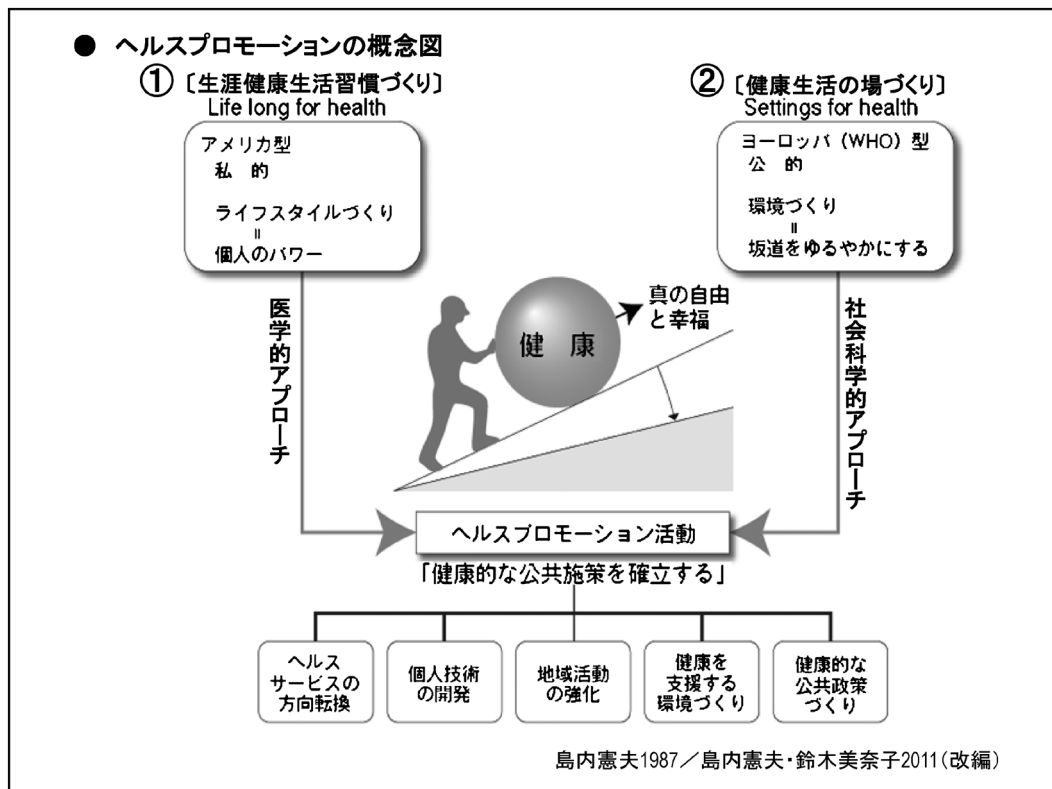 ● ヘルスプロモーションの概念図
① 〔生涯健康生活習慣づくり〕
Life long for health
アメリカ型
私 的
ライフスタイルづくり
=
個人のパワー
② 〔健康生活の場づくり〕
Settings for health
ヨーロッパ（WHO）型
公 的
環境づくり
=
坂道をゆるやかにする
医学的アプローチ
健 康
真の自由
と幸福
社会科学的アプローチ
ヘルスプロモーション活動
「健康的な公共施策を確立する」
ヘルス
サービスの
方向転換
個人技術
の開発
地域活動
の強化
健康を
支援する
環境づくり
健康的な
公共政策
づくり
島内憲夫1987／島内憲夫・鈴木美奈子2011（改編）